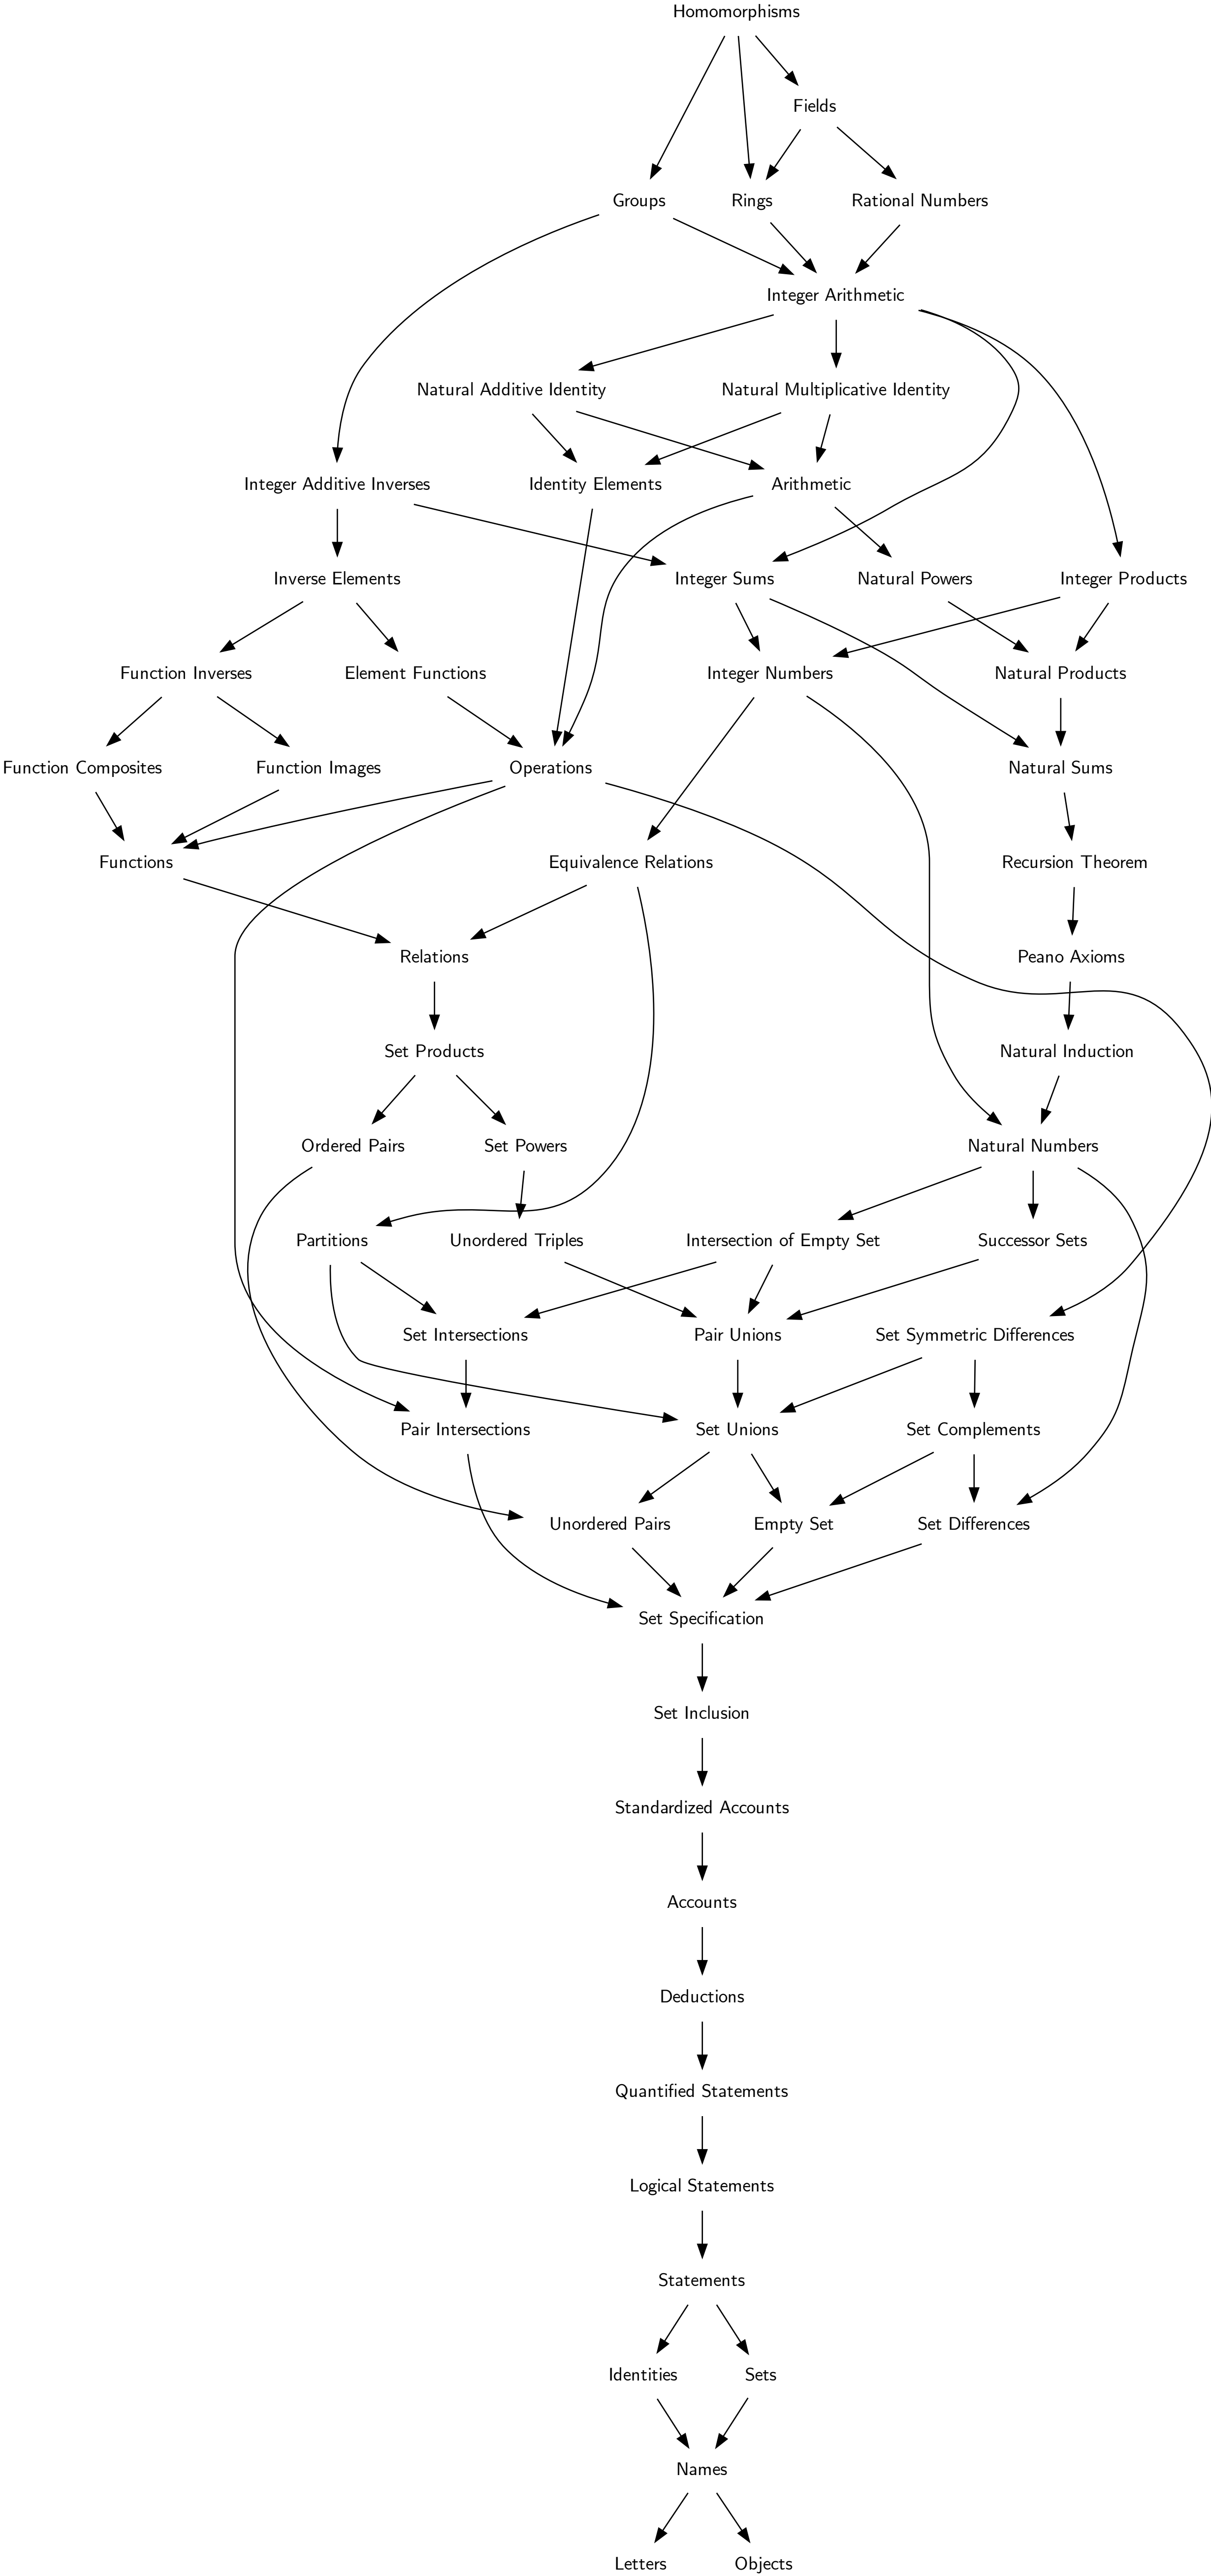 Homomorphisms
Fields
Groups
Rings
Rational Numbers
Integer Arithmetic
Natural Additive Identity
Natural Multiplicative Identity
Integer Additive Inverses
Identity Elements
Arithmetic
Inverse Elements
Integer Sums
Natural Powers
Integer Products
Function Inverses
Element Functions
Integer Numbers
Natural Products
Function Composites
Function Images
Operations
Natural Sums
Functions
Equivalence Relations
Recursion Theorem
Relations
Peano Axioms
Set Products
Natural Induction
Ordered Pairs
Set Powers
Natural Numbers
Partitions
Unordered Triples
Intersection of Empty Set
Successor Sets
Set Intersections
Pair Unions
Set Symmetric Differences
Pair Intersections
Set Unions
Set Complements
Unordered Pairs
Empty Set
Set Differences
Set Specification
Set Inclusion
Standardized Accounts
Accounts
Deductions
Quantified Statements
Logical Statements
Statements
Identities
Sets
Names
Letters
Objects